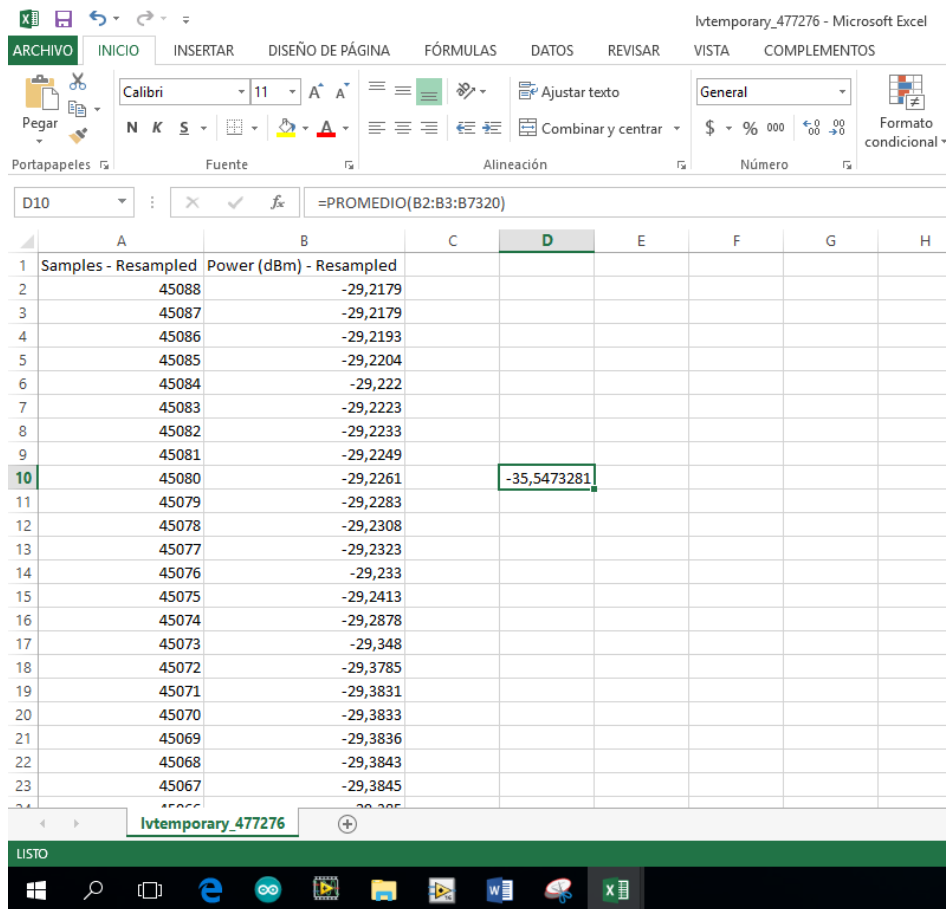 lvtemporary_477276 - Microsoft Excel
ARCHIVO INICIO INSERTAR DISEÑO DE PÁGINA FÓRMULAS DATOS REVISAR VISTA COMPLEMENTOS
Pegar
Calibri 11
N K S
Ajustar texto
Combinar y centrar
General
$ % 000
Formato condicional
Portapapeles Fuente Alineación Número
D10 fx =PROMEDIO(B2:B3:B7320)
A B C D E F G H
1 Samples - Resampled Power (dBm) - Resampled
2 45088 -29,2179
3 45087 -29,2179
4 45086 -29,2193
5 45085 -29,2204
6 45084 -29,222
7 45083 -29,2223
8 45082 -29,2233
9 45081 -29,2249
10 45080 -29,2261 -35,5473281
11 45079 -29,2283
12 45078 -29,2308
13 45077 -29,2323
14 45076 -29,233
15 45075 -29,2413
16 45074 -29,2878
17 45073 -29,348
18 45072 -29,3785
19 45071 -29,3831
20 45070 -29,3833
21 45069 -29,3836
22 45068 -29,3843
23 45067 -29,3845
lvtemporary_477276
LISTO